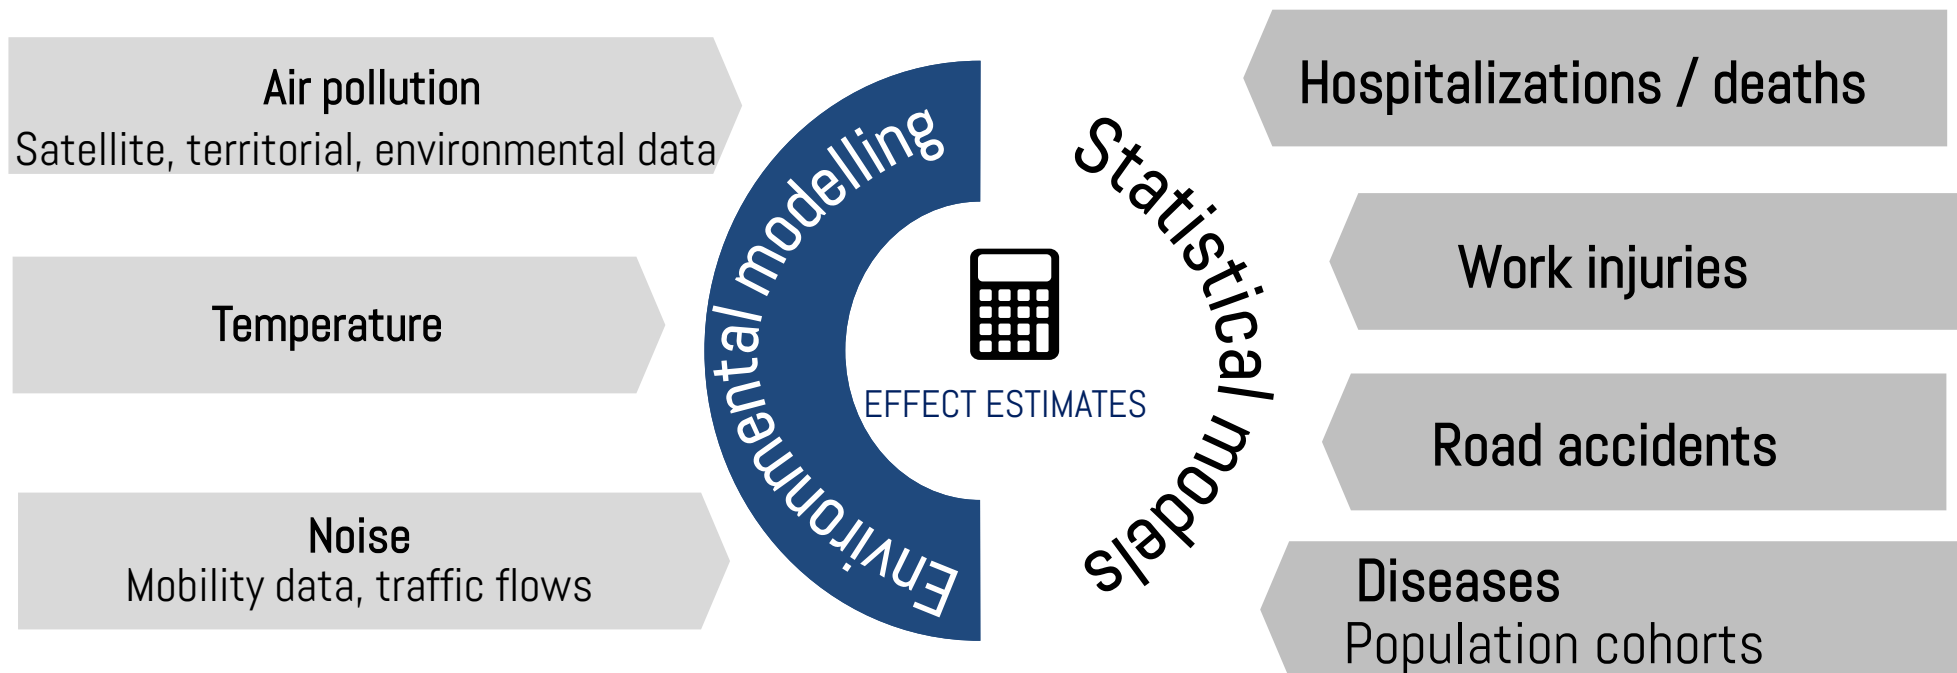 Air pollution
Satellite, territorial, environmental data
Temperature
Noise
Mobility data, traffic flows
Environmental modelling
EFFECT ESTIMATES
Statistical models
Hospitalizations / deaths
Work injuries
Road accidents
Diseases
Population cohorts